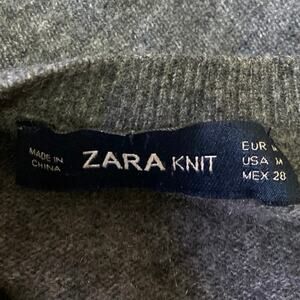 MADE IN
CHINA
ZARA KNIT
EUR M
USA M
MEX 28